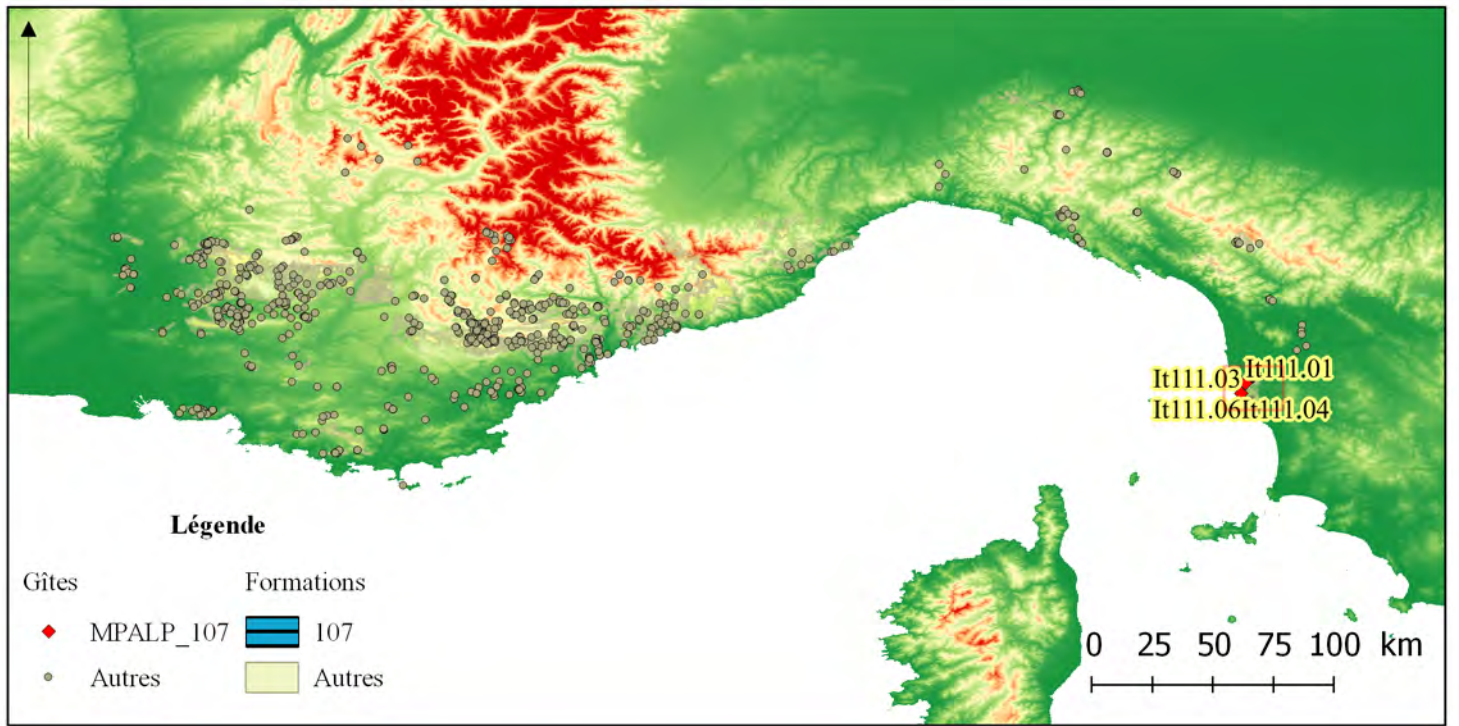 It111.03 It111.01
It111.06 It111.04
Légende
Gîtes Formations
MPALP_107 107
Autres Autres
0 25 50 75 100 km